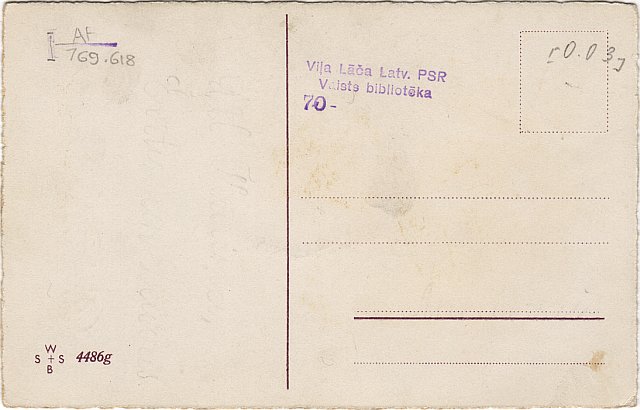 AF
I 769.618
Viļa Lāča Latv. PSR
Valsts bibliotēka
70-
[0.03]
W
S + S
B
4486g